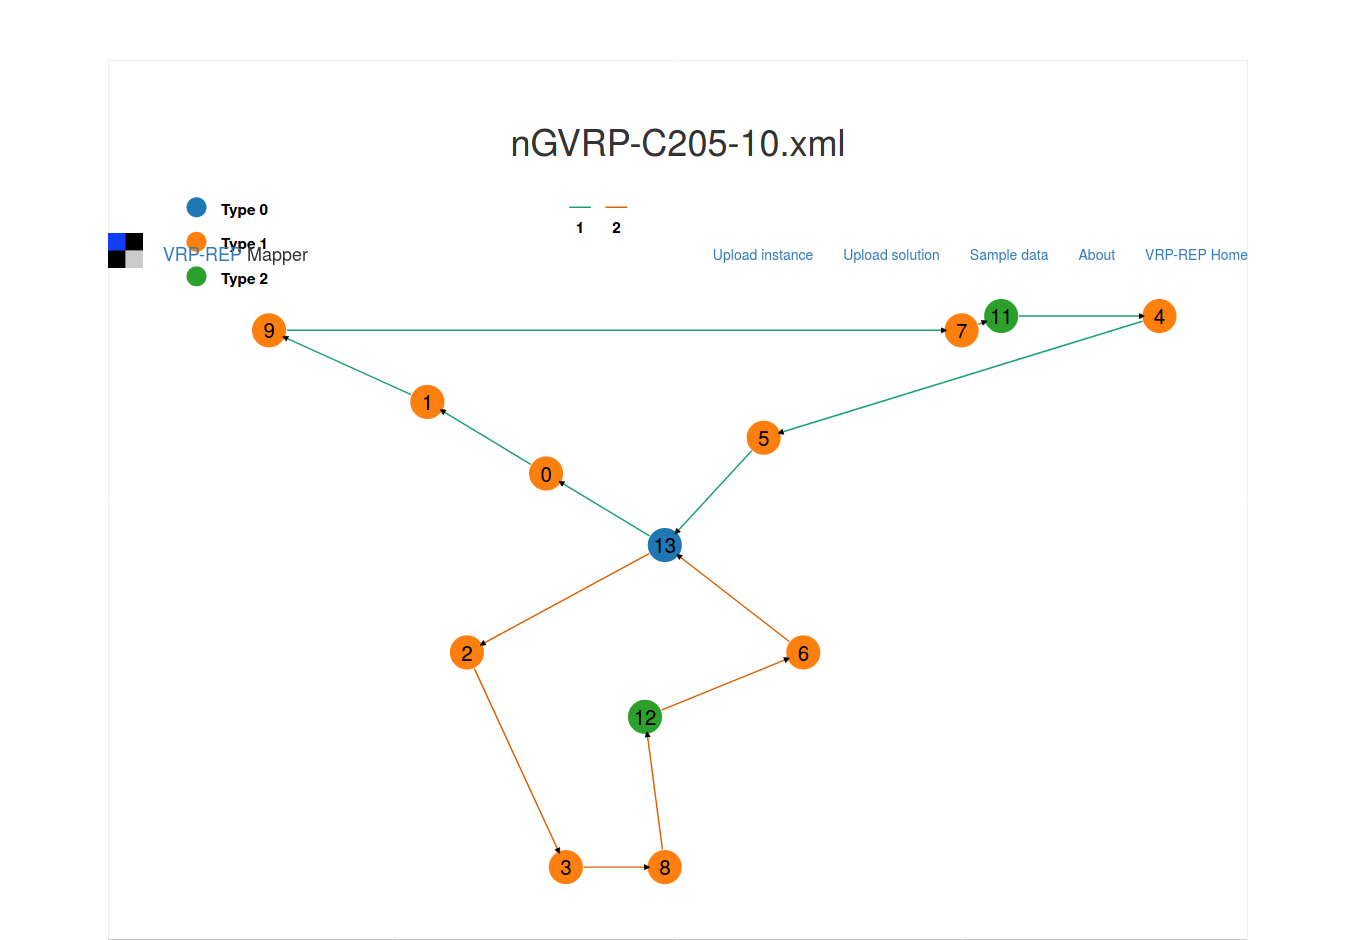 nGVRP-C205-10.xml
Type 0
1 2
Type 1
VRP-REP Mapper
Upload instance Upload solution Sample data About VRP-REP Home
Type 2
9 7 11 4
1
5
0
13
2 6
12
3 8